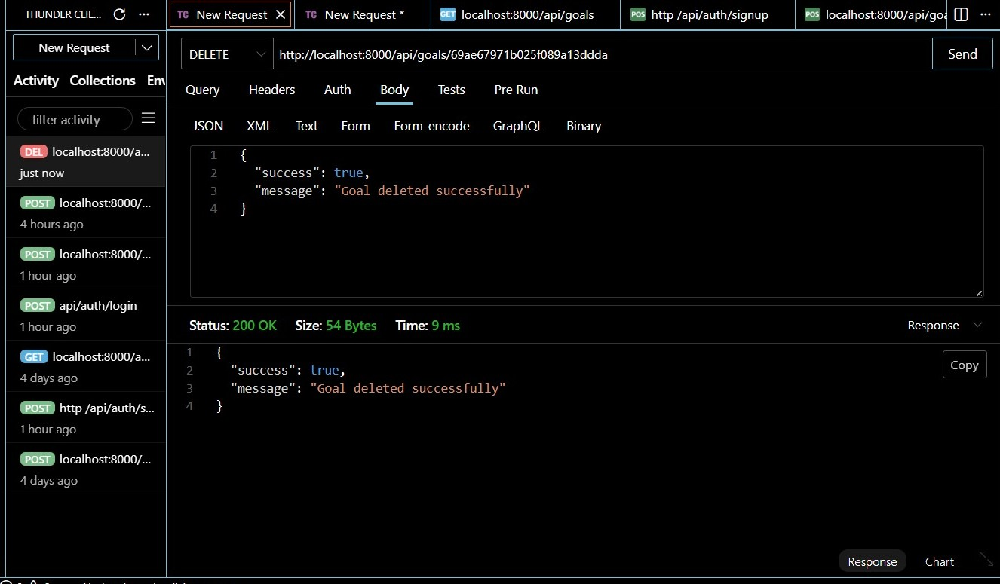 THUNDER CLIE...
TC New Request
TC New Request *
GET localhost:8000/api/goals
POS http /api/auth/signup
POS localhost:8000/api/goa
New Request
DELETE
http://localhost:8000/api/goals/69ae67971b025f089a13ddda
Send
Activity Collections Env
Query Headers Auth Body Tests Pre Run
filter activity
JSON XML Text Form Form-encode GraphQL Binary
DEL localhost:8000/a...
just now
POST localhost:8000/...
4 hours ago
POST localhost:8000/...
1 hour ago
POST api/auth/login
1 hour ago
GET localhost:8000/a...
4 days ago
POST http /api/auth/s...
1 hour ago
POST localhost:8000/...
4 days ago
1 {
2 "success": true,
3 "message": "Goal deleted successfully"
4 }
Status: 200 OK Size: 54 Bytes Time: 9 ms
Response
1 {
2 "success": true,
3 "message": "Goal deleted successfully"
4 }
Copy
Response Chart